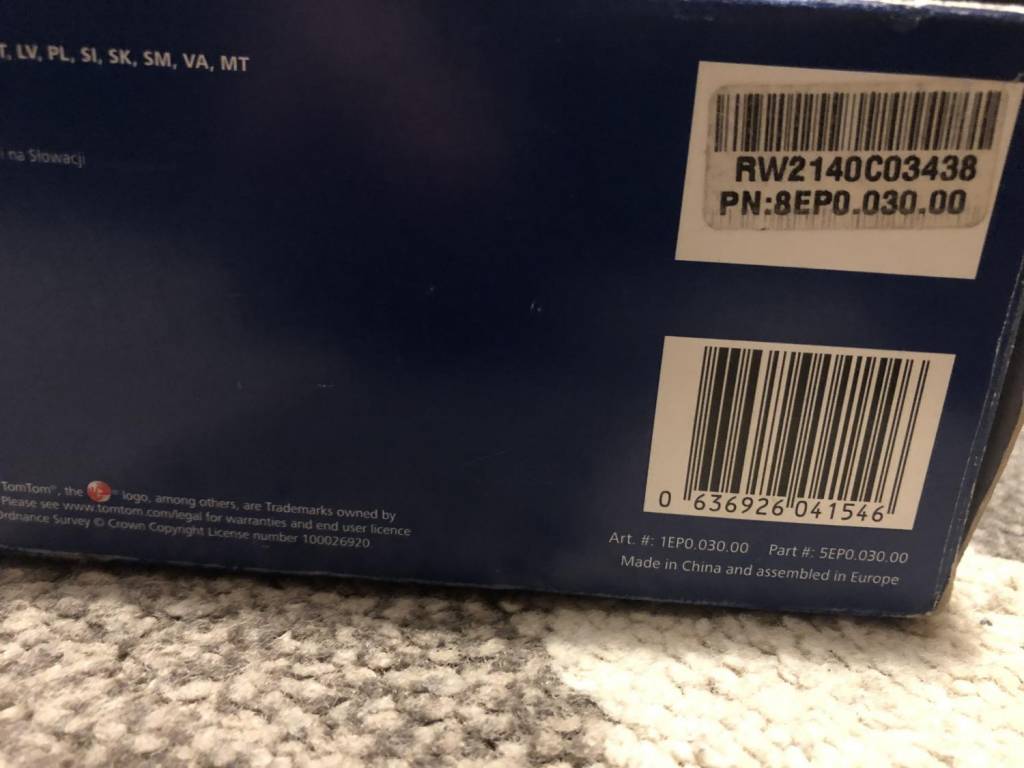 T, LV, PL, SI, SK, SM, VA, MT
i na Słowacji
RW2140C03438
PN:8EP0.030.00
0 636926 041546
Art. #: 1EP0.030.00 Part #: 5EP0.030.00
Made in China and assembled in Europe
TomTom®, the ® logo, among others, are Trademarks owned by
Please see www.tomtom.com/legal for warranties and end user licence
Ordnance Survey © Crown Copyright License number 100026920.